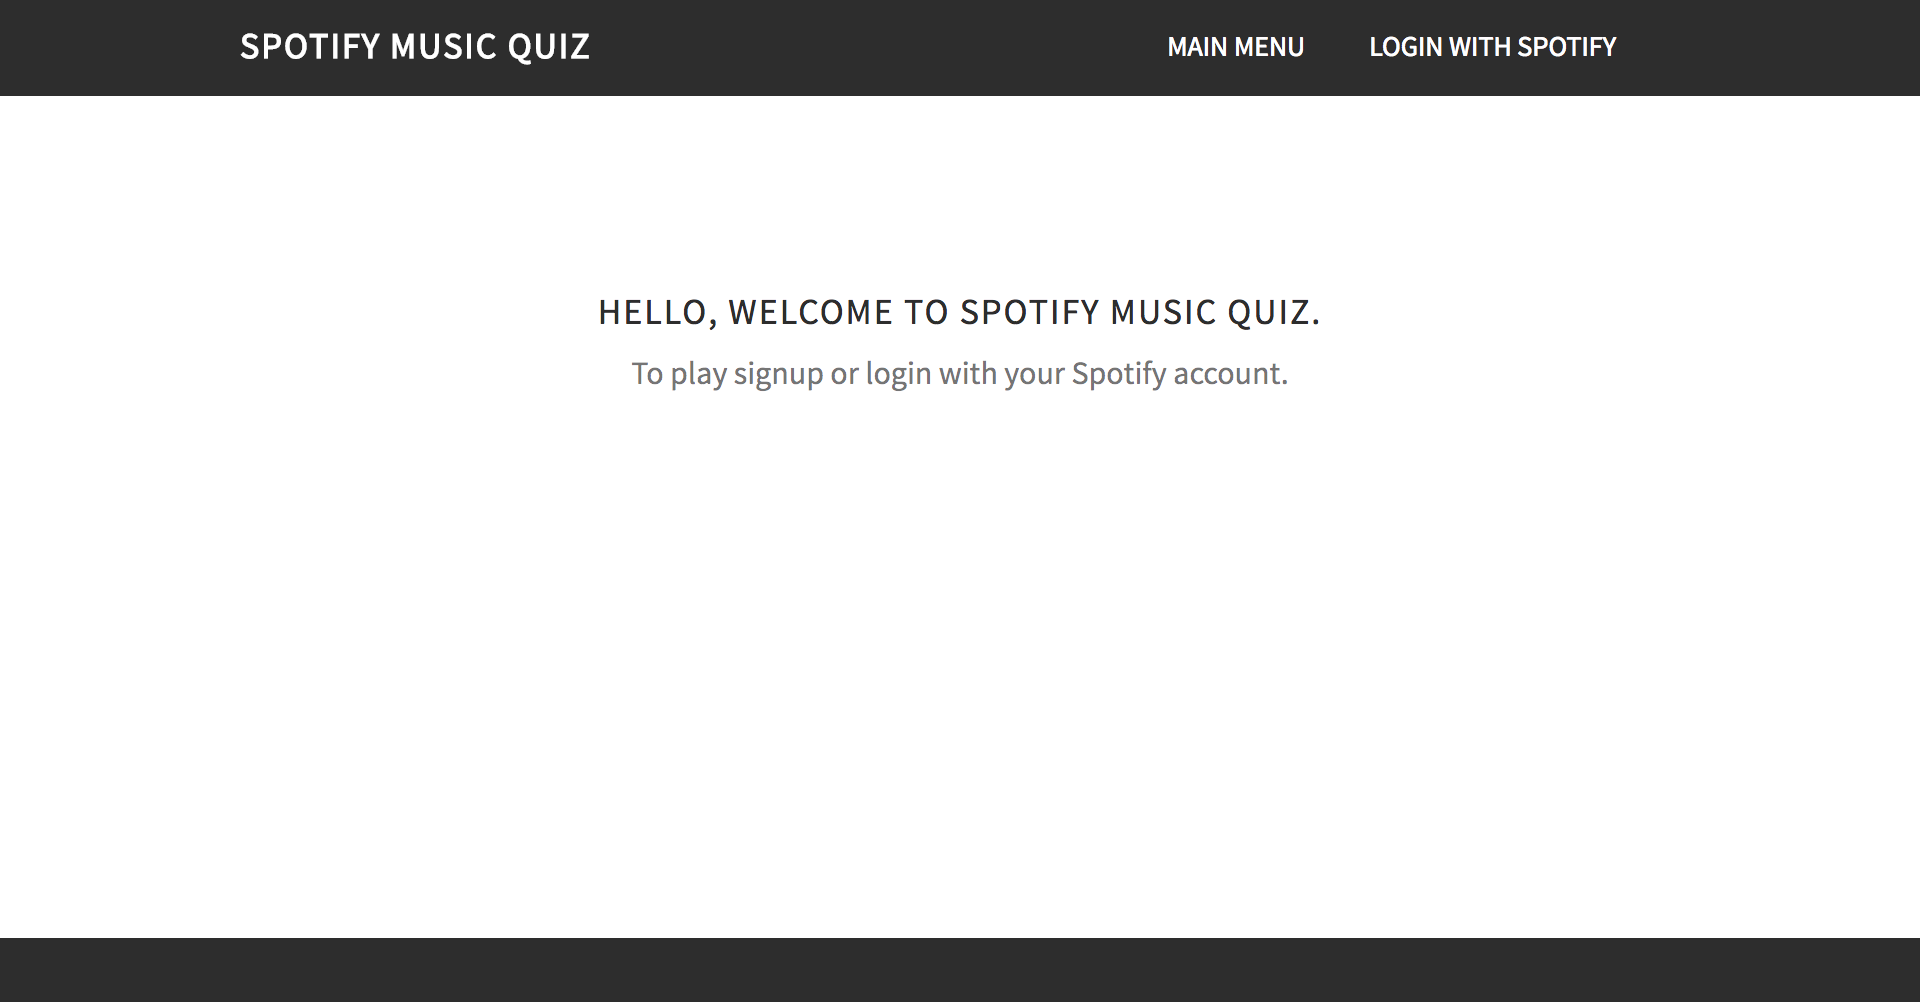 SPOTIFY MUSIC QUIZ
MAIN MENU
LOGIN WITH SPOTIFY
HELLO, WELCOME TO SPOTIFY MUSIC QUIZ.
To play signup or login with your Spotify account.